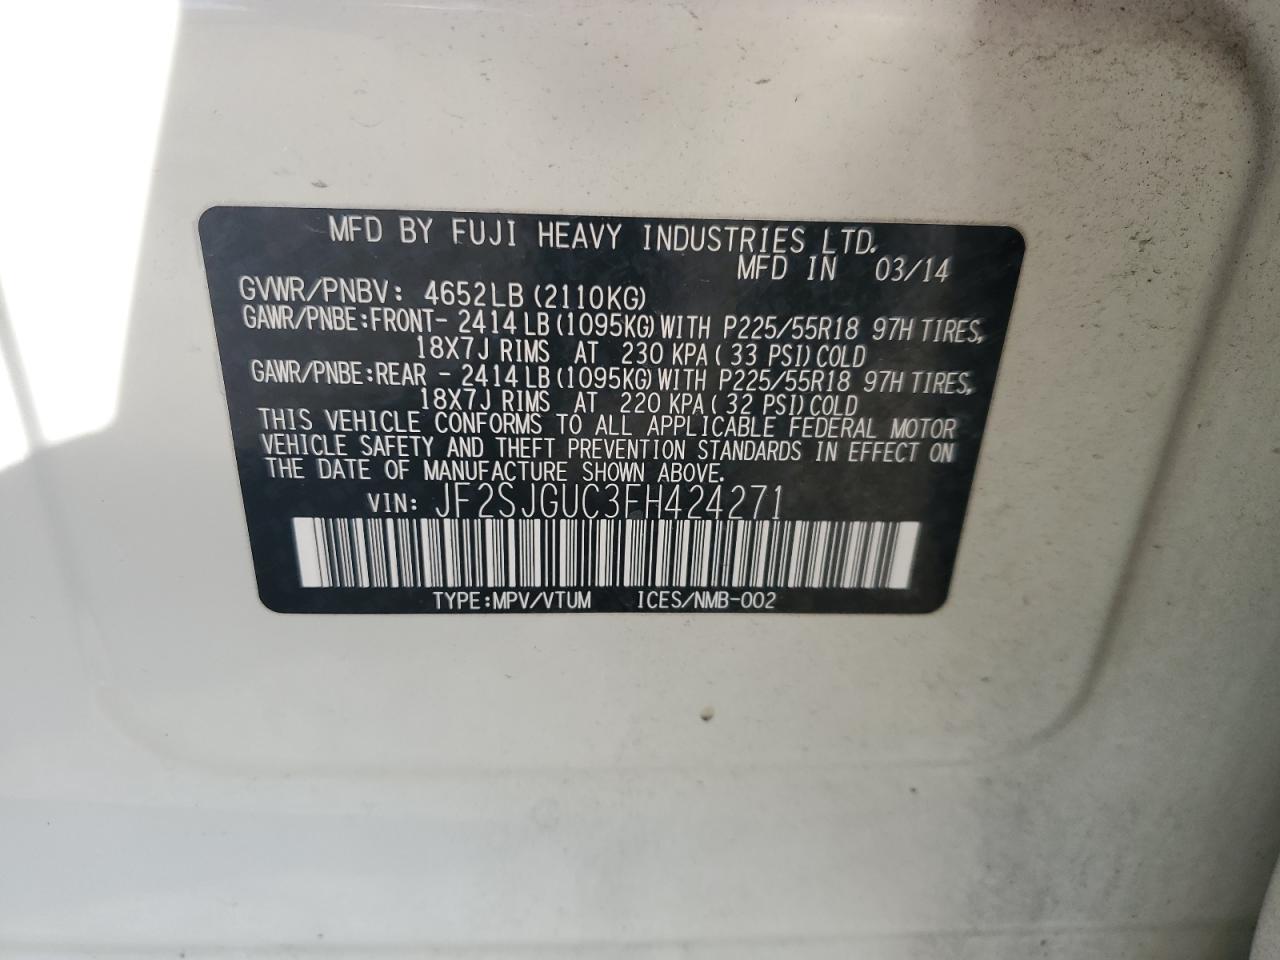 MFD BY FUJI HEAVY INDUSTRIES LTD.
MFD IN 03/14
GVWR/PNBV: 4652LB(2110KG)
GAWR/PNBE:FRONT- 2414LB(1095KG)WITH P225/55R18 97H TIRES,
18X7J RIMS AT 230 KPA( 33 PSI)COLD
GAWR/PNBE:REAR - 2414LB(1095KG)WITH P225/55R18 97H TIRES,
18X7J RIMS AT 220 KPA( 32 PSI)COLD
THIS VEHICLE CONFORMS TO ALL APPLICABLE FEDERAL MOTOR
VEHICLE SAFETY AND THEFT PREVENTION STANDARDS IN EFFECT ON
THE DATE OF MANUFACTURE SHOWN ABOVE.
VIN: JF2SJGUC3FH424271
TYPE:MPV/VTUM ICES/NMB-002